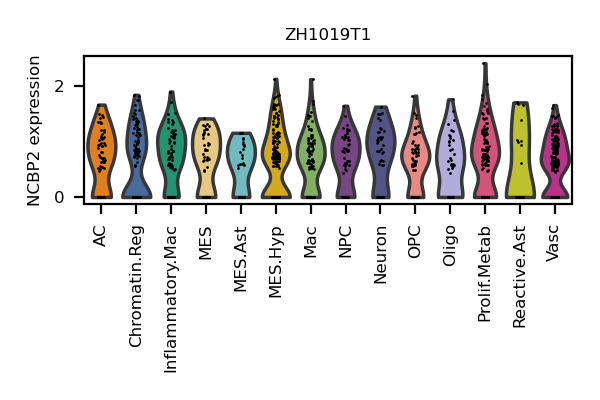 ZH1019T1
NCBP2 expression
2
0
AC
Chromatin.Reg
Inflammatory.Mac
MES
MES.Ast
MES.Hyp
Mac
NPC
Neuron
OPC
Oligo
Prolif.Metab
Reactive.Ast
Vasc